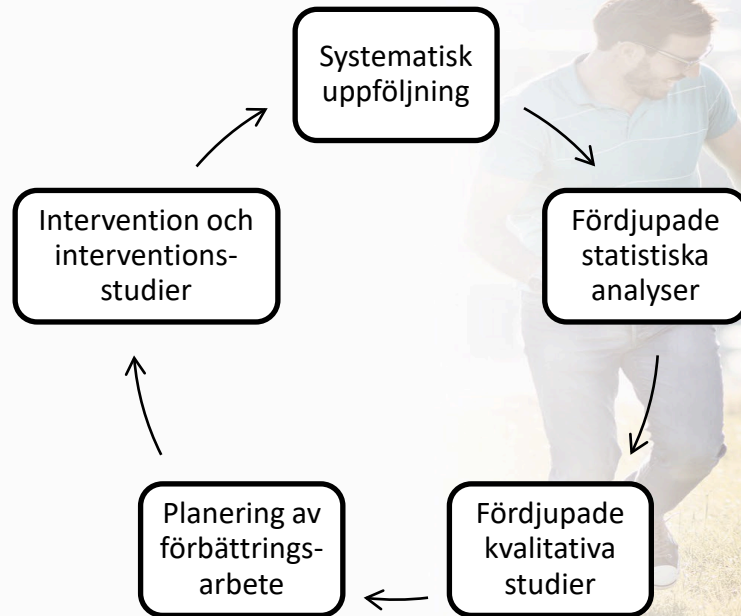 Systematisk
uppföljning
Fördjupade
statistiska
analyser
Fördjupade
kvalitativa
studier
Planering av
förbättrings-
arbete
Intervention och
interventions-
studier